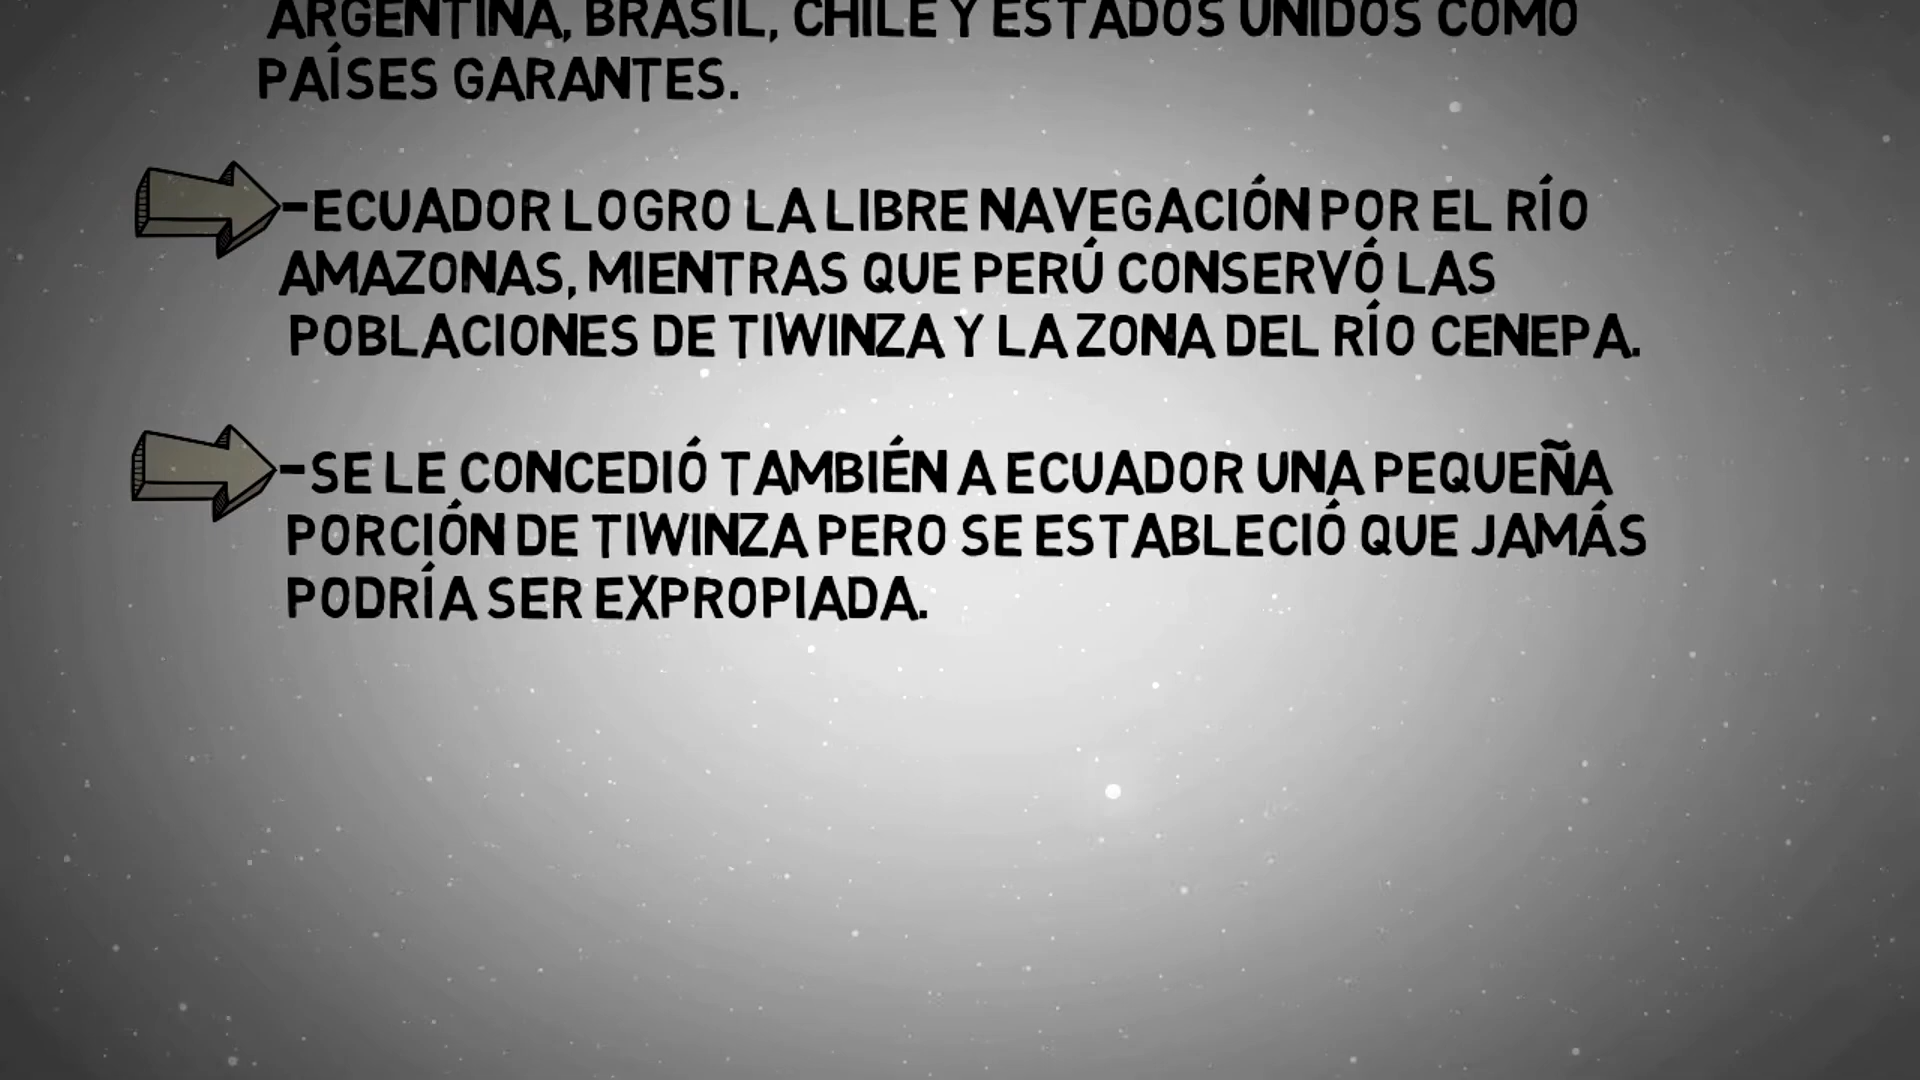 ARGENTINA, BRASIL, CHILE Y ESTADOS UNIDOS COMO
PAÍSES GARANTES.
-ECUADOR LOGRO LA LIBRE NAVEGACIÓN POR EL RÍO
AMAZONAS, MIENTRAS QUE PERÚ CONSERVÓ LAS
POBLACIONES DE TIWINZA Y LA ZONA DEL RÍO CENEPA.
-SE LE CONCEDIÓ TAMBIÉN A ECUADOR UNA PEQUEÑA
PORCIÓN DE TIWINZA PERO SE ESTABLECIÓ QUE JAMÁS
PODRÍA SER EXPROPIADA.